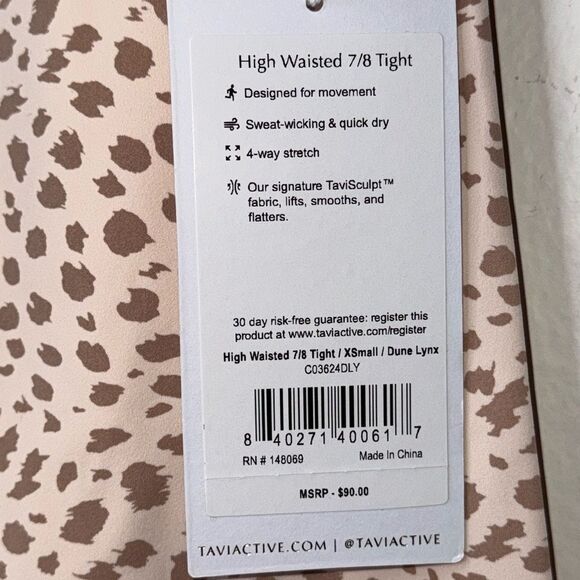 High Waisted 7/8 Tight
Designed for movement
Sweat-wicking & quick dry
4-way stretch
Our signature TaviSculpt™
fabric, lifts, smooths, and
flatters.
30 day risk-free guarantee: register this
product at www.taviactive.com/register
High Waisted 7/8 Tight / XSmall / Dune Lynx
C03624DLY
8 40271 40061 7
RN # 148069 Made In China
MSRP - $90.00
TAVIACTIVE.COM | @TAVIACTIVE